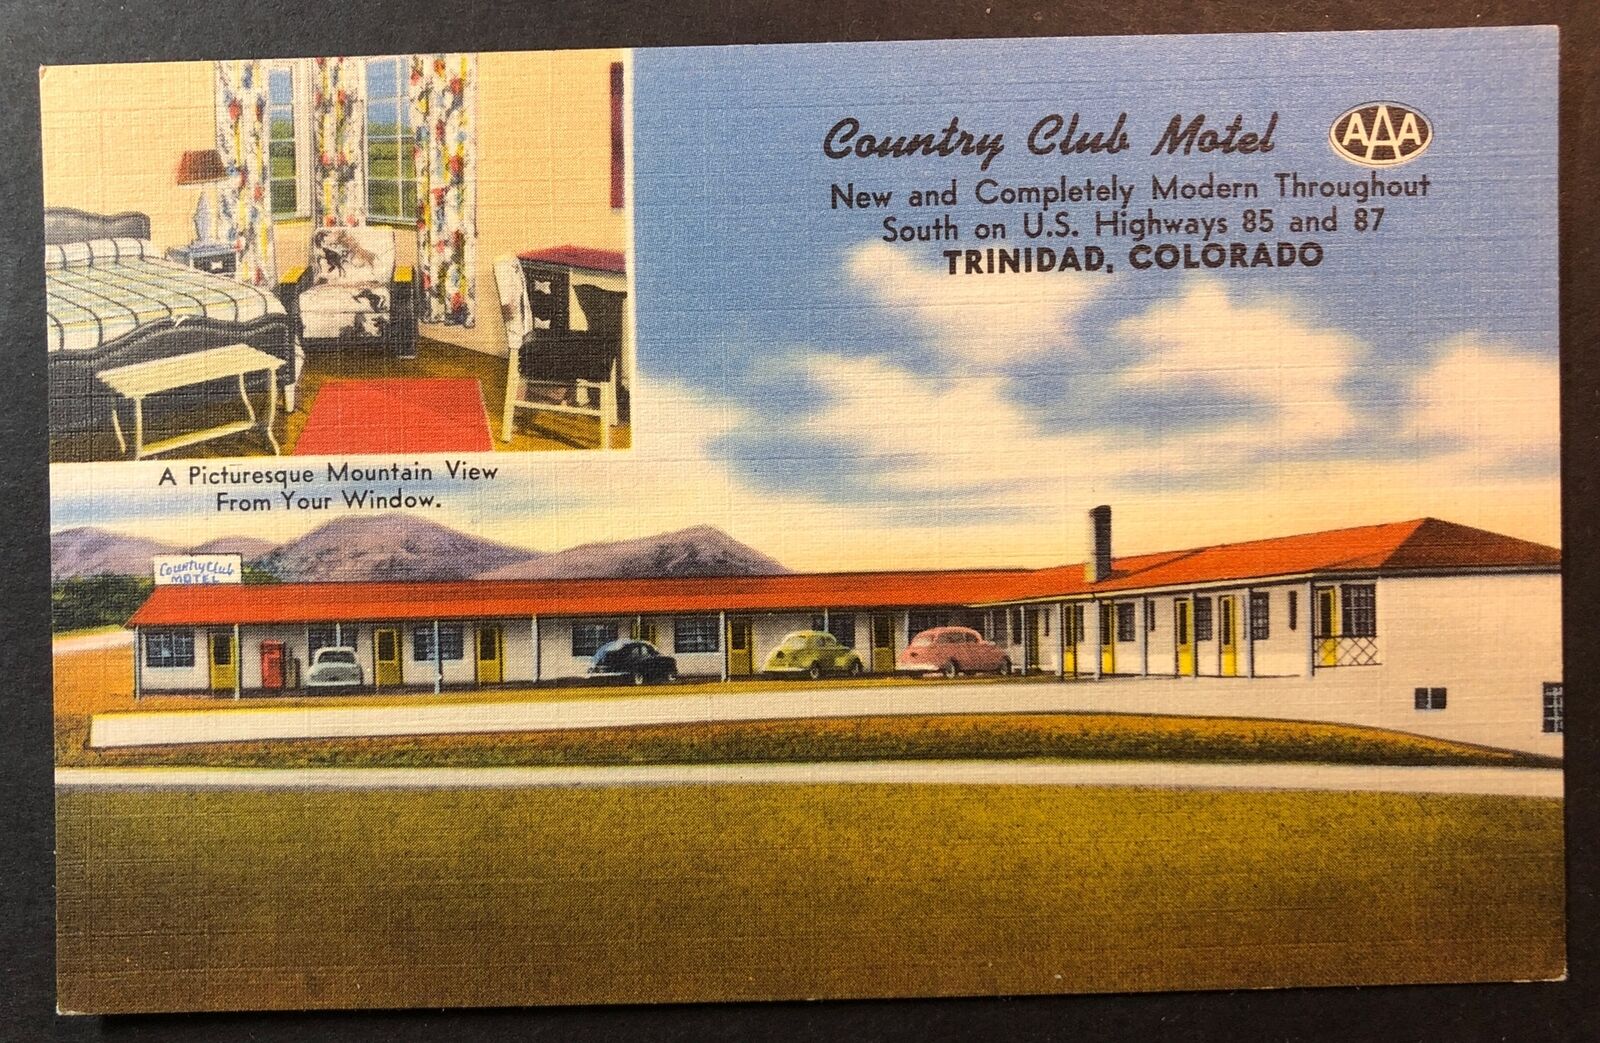 Country Club Motel
AAA
New and Completely Modern Throughout
South on U.S. Highways 85 and 87
TRINIDAD, COLORADO
A Picturesque Mountain View
From Your Window.
Country Club
MOTEL